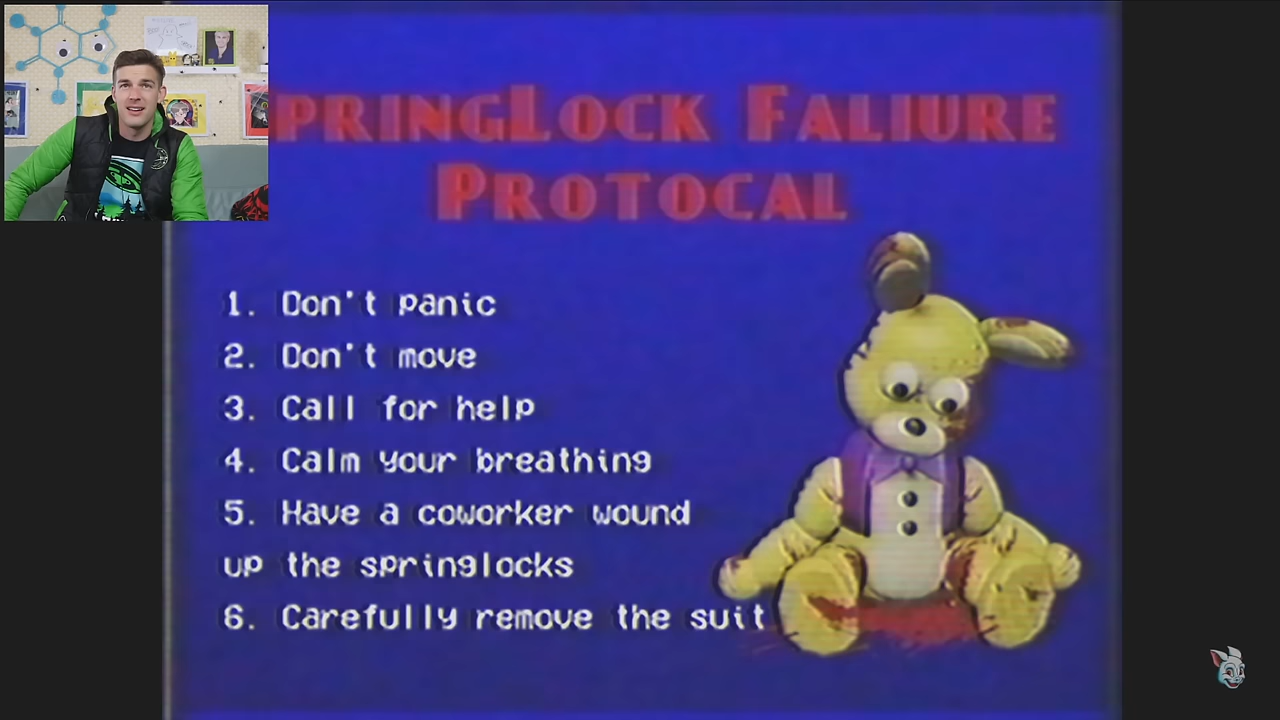 PRINGLOCK FALIURE
PROTOCAL
1. Don't panic
2. Don't move
3. Call for help
4. Calm your breathing
5. Have a coworker wound
up the springlocks
6. Carefully remove the suit